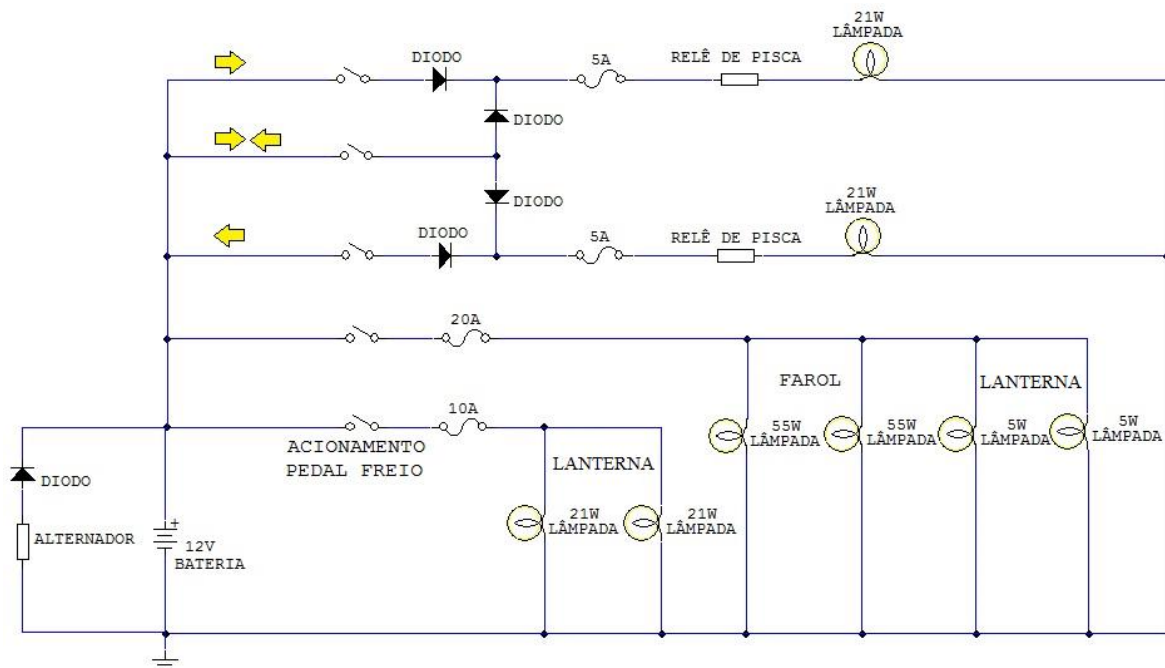 21W
LÂMPADA
DIODO
5A
RELÊ DE PISCA
DIODO
21W
LÂMPADA
DIODO
DIODO
5A
RELÊ DE PISCA
20A
FAROL
LANTERNA
10A
55W
LÂMPADA
55W
LÂMPADA
5W
LÂMPADA
5W
LÂMPADA
ACIONAMENTO
PEDAL FREIO
LANTERNA
DIODO
21W
LÂMPADA
21W
LÂMPADA
ALTERNADOR
+
12V
BATERIA